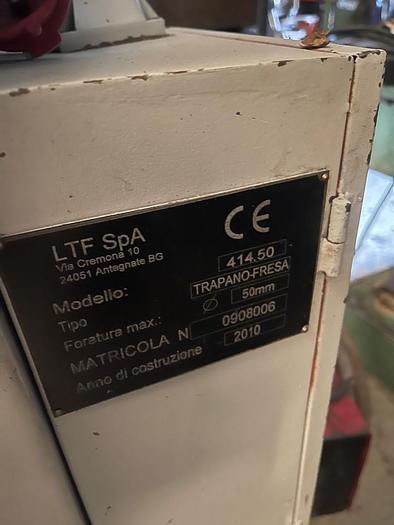 LTF SpA
Via Cremona 10
24051 Antegnate BG
CE
Modello: 414.50
Tipo TRAPANO-FRESA
Foratura max.: Ø 50mm
MATRICOLA N 0908006
Anno di costruzione 2010